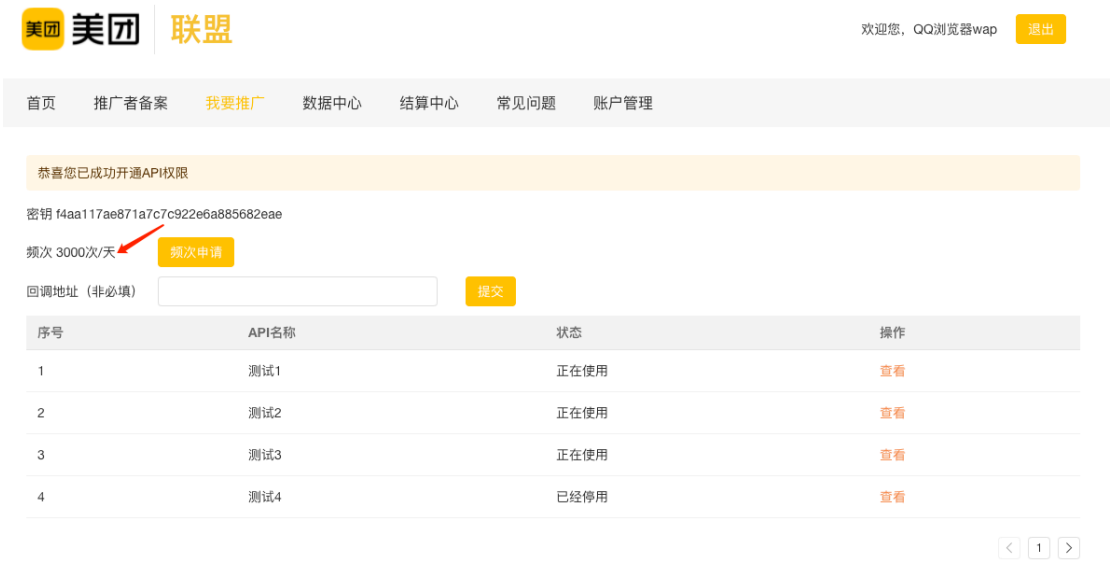 美团 美团 联盟 欢迎您，QQ浏览器wap 退出
首页 推广者备案 我要推广 数据中心 结算中心 常见问题 账户管理
恭喜您已成功开通API权限
密钥 f4aa117ae871a7c7c922e6a885682eae
频次 3000次/天 频次申请
回调地址（非必填） 提交
序号 API名称 状态 操作
1 测试1 正在使用 查看
2 测试2 正在使用 查看
3 测试3 正在使用 查看
4 测试4 已经停用 查看
< 1 >